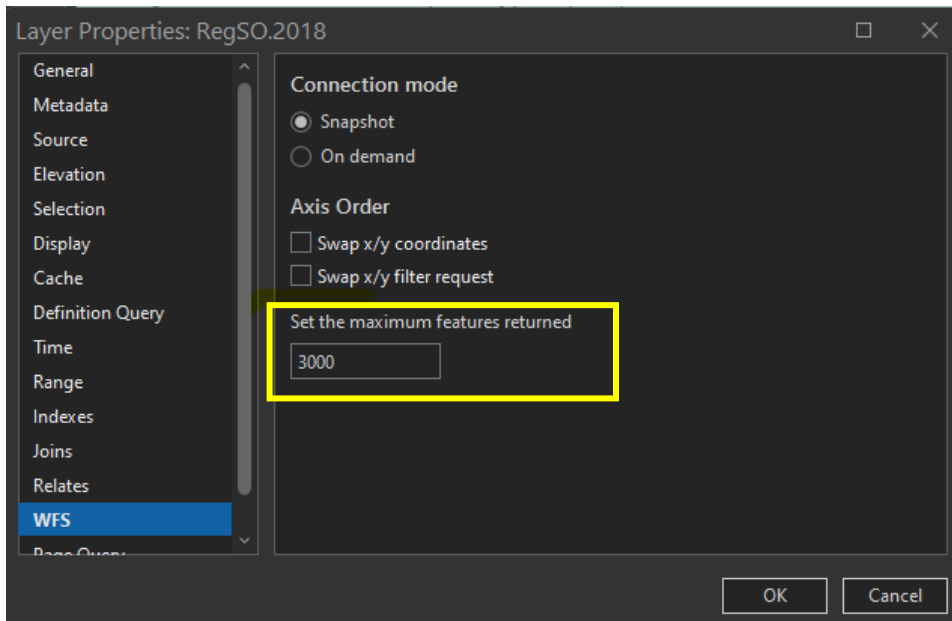 Layer Properties: RegSO.2018
General
Metadata
Source
Elevation
Selection
Display
Cache
Definition Query
Time
Range
Indexes
Joins
Relates
WFS
Page Query
Connection mode
Snapshot
On demand
Axis Order
Swap x/y coordinates
Swap x/y filter request
Set the maximum features returned
3000
OK
Cancel